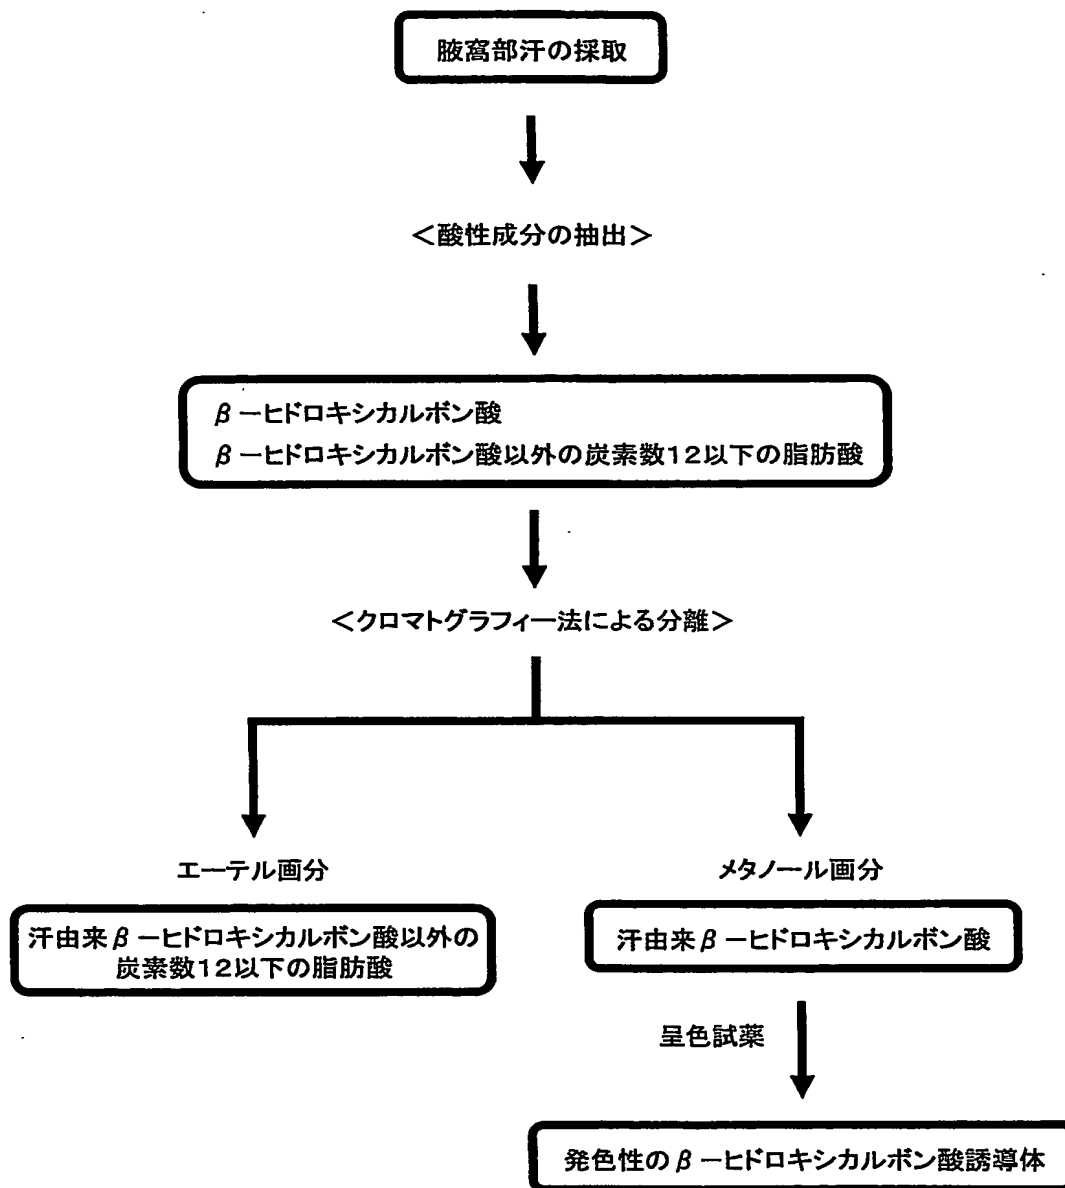 腋窩部汗の採取
＜酸性成分の抽出＞
β－ヒドロキシカルボン酸
β－ヒドロキシカルボン酸以外の炭素数12以下の脂肪酸
＜クロマトグラフィー法による分離＞
エーテル画分
メタノール画分
汗由来β－ヒドロキシカルボン酸以外の
炭素数12以下の脂肪酸
汗由来β－ヒドロキシカルボン酸
呈色試薬
発色性のβ－ヒドロキシカルボン酸誘導体